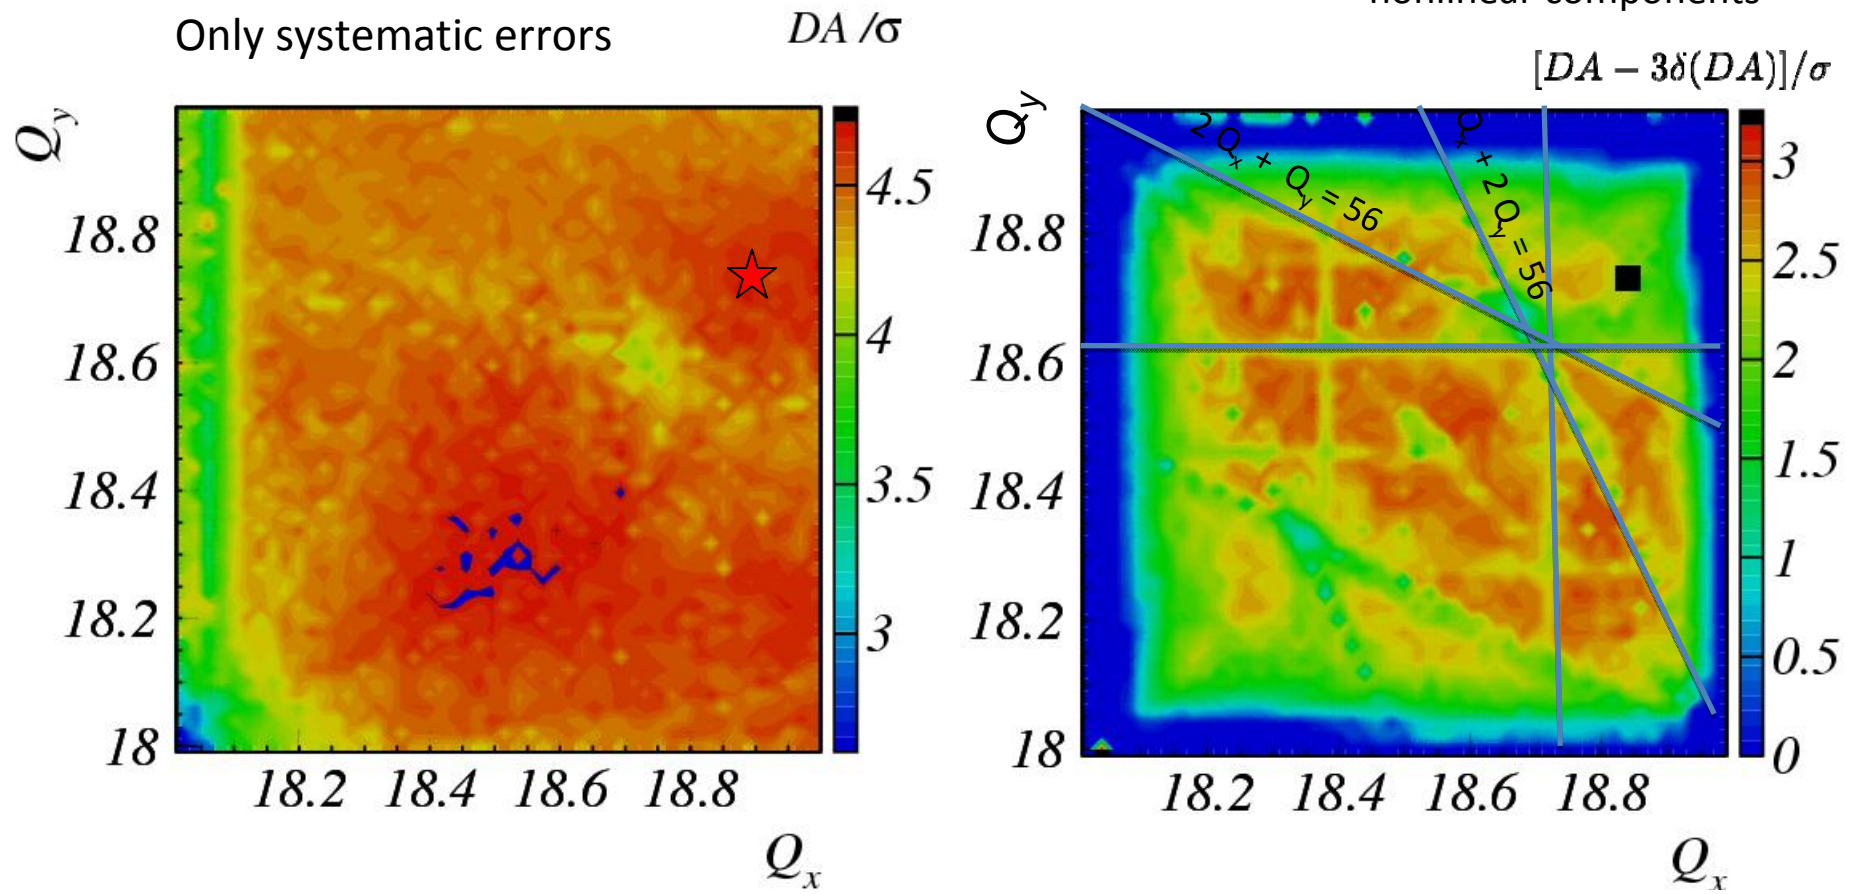 nonlinear components
Only systematic errors
DA /σ
[DA − 3δ(DA)]/σ
Q_y
18.8
18.6
18.4
18.2
18
18.2 18.4 18.6 18.8
Q_x
4.5
4
3.5
3
Q_y
2 Q_x + Q_y = 56
Q_x + 2 Q_y = 56
18.8
18.6
18.4
18.2
18
18.2 18.4 18.6 18.8
Q_x
3
2.5
2
1.5
1
0.5
0